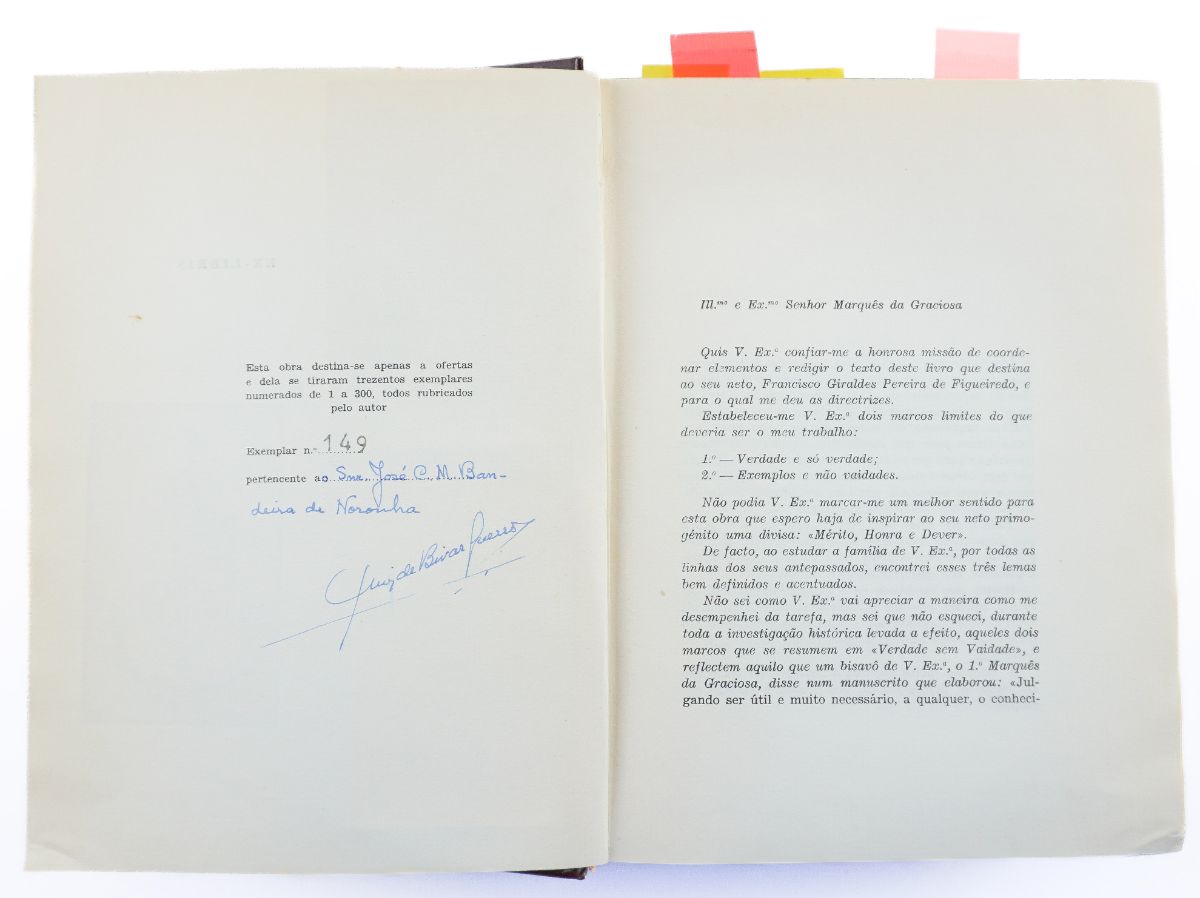 EX-LIBRIS
Esta obra destina-se apenas a ofertas
e dela se tiraram trezentos exemplares
numerados de 1 a 300, todos rubricados
pelo autor
Exemplar n.º 149
pertencente ao Snr. José C. M. Ban-
deira de Noronha
Luiz de Bivar Guerra
Ill.mo e Ex.mo Senhor Marquês da Graciosa
Quis V. Ex.ª confiar-me a honrosa missão de coorde-
nar elementos e redigir o texto deste livro que destina
ao seu neto, Francisco Giraldes Pereira de Figueiredo, e
para o qual me deu as directrizes.
Estabeleceu-me V. Ex.ª dois marcos limites do que
deveria ser o meu trabalho:
1.º — Verdade e só verdade;
2.º — Exemplos e não vaidades.
Não podia V. Ex.ª marcar-me um melhor sentido para
esta obra que espero haja de inspirar ao seu neto primo-
génito uma divisa: «Mérito, Honra e Dever».
De facto, ao estudar a família de V. Ex.ª, por todas as
linhas dos seus antepassados, encontrei esses três lemas
bem definidos e acentuados.
Não sei como V. Ex.ª vai apreciar a maneira como me
desempenhei da tarefa, mas sei que não esqueci, durante
toda a investigação histórica levada a efeito, aqueles dois
marcos que se resumem em «Verdade sem Vaidade», e
reflectem aquilo que um bisavô de V. Ex.ª, o 1.º Marquês
da Graciosa, disse num manuscrito que elaborou: «Jul-
gando ser útil e muito necessário, a qualquer, o conheci-